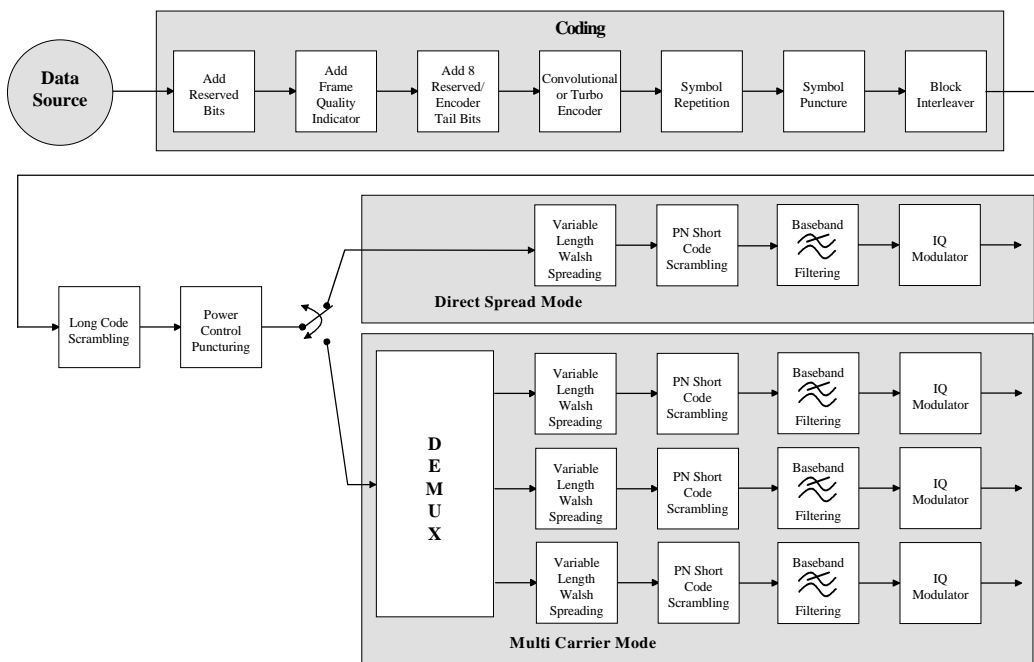 Coding
Data
Source
Add
Reserved
Bits
Add
Frame
Quality
Indicator
Add 8
Reserved/
Encoder
Tail Bits
Convolutional
or Turbo
Encoder
Symbol
Repetition
Symbol
Puncture
Block
Interleaver
Long Code
Scrambling
Power
Control
Puncturing
Variable
Length
Walsh
Spreading
PN Short
Code
Scrambling
Baseband
Filtering
IQ
Modulator
Direct Spread Mode
D
E
M
U
X
Variable
Length
Walsh
Spreading
PN Short
Code
Scrambling
Baseband
Filtering
IQ
Modulator
Variable
Length
Walsh
Spreading
PN Short
Code
Scrambling
Baseband
Filtering
IQ
Modulator
Variable
Length
Walsh
Spreading
PN Short
Code
Scrambling
Baseband
Filtering
IQ
Modulator
Multi Carrier Mode